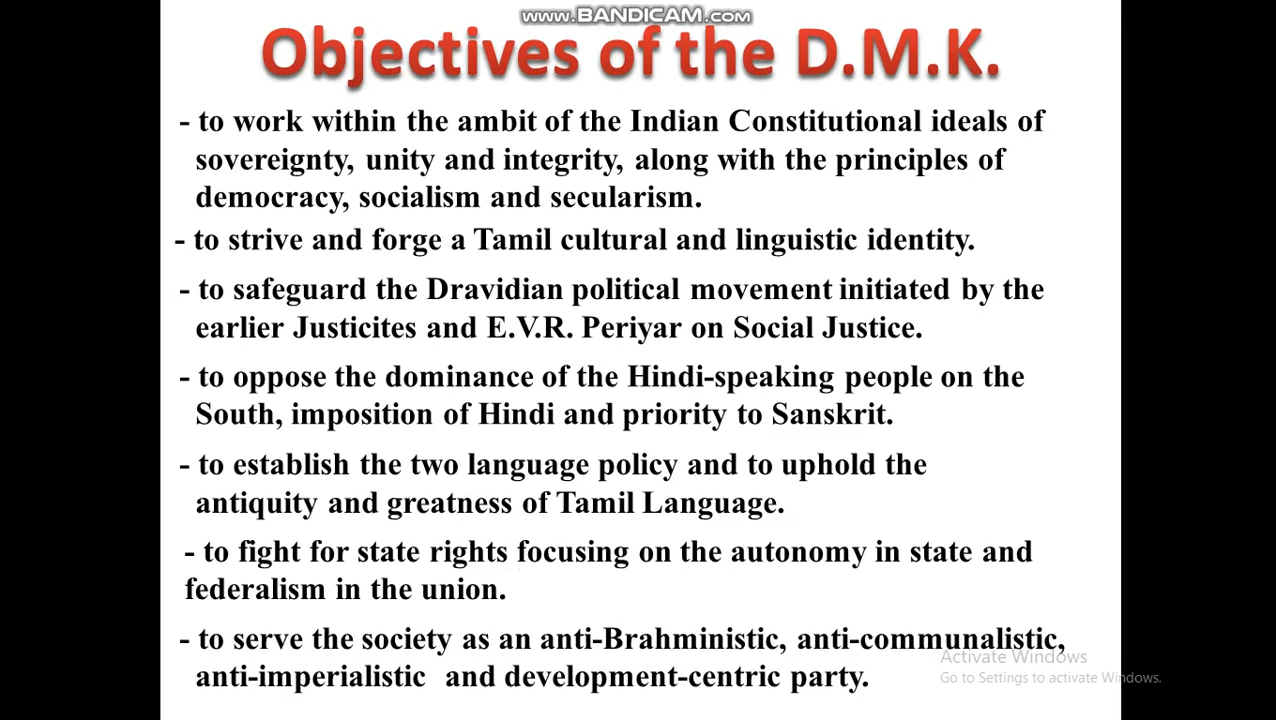 www.BANDICAM.com
Objectives of the D.M.K.
- to work within the ambit of the Indian Constitutional ideals of
sovereignty, unity and integrity, along with the principles of
democracy, socialism and secularism.
- to strive and forge a Tamil cultural and linguistic identity.
- to safeguard the Dravidian political movement initiated by the
earlier Justicites and E.V.R. Periyar on Social Justice.
- to oppose the dominance of the Hindi-speaking people on the
South, imposition of Hindi and priority to Sanskrit.
- to establish the two language policy and to uphold the
antiquity and greatness of Tamil Language.
- to fight for state rights focusing on the autonomy in state and
federalism in the union.
- to serve the society as an anti-Brahministic, anti-communalistic,
anti-imperialistic and development-centric party.
Activate Windows
Go to Settings to activate Windows.